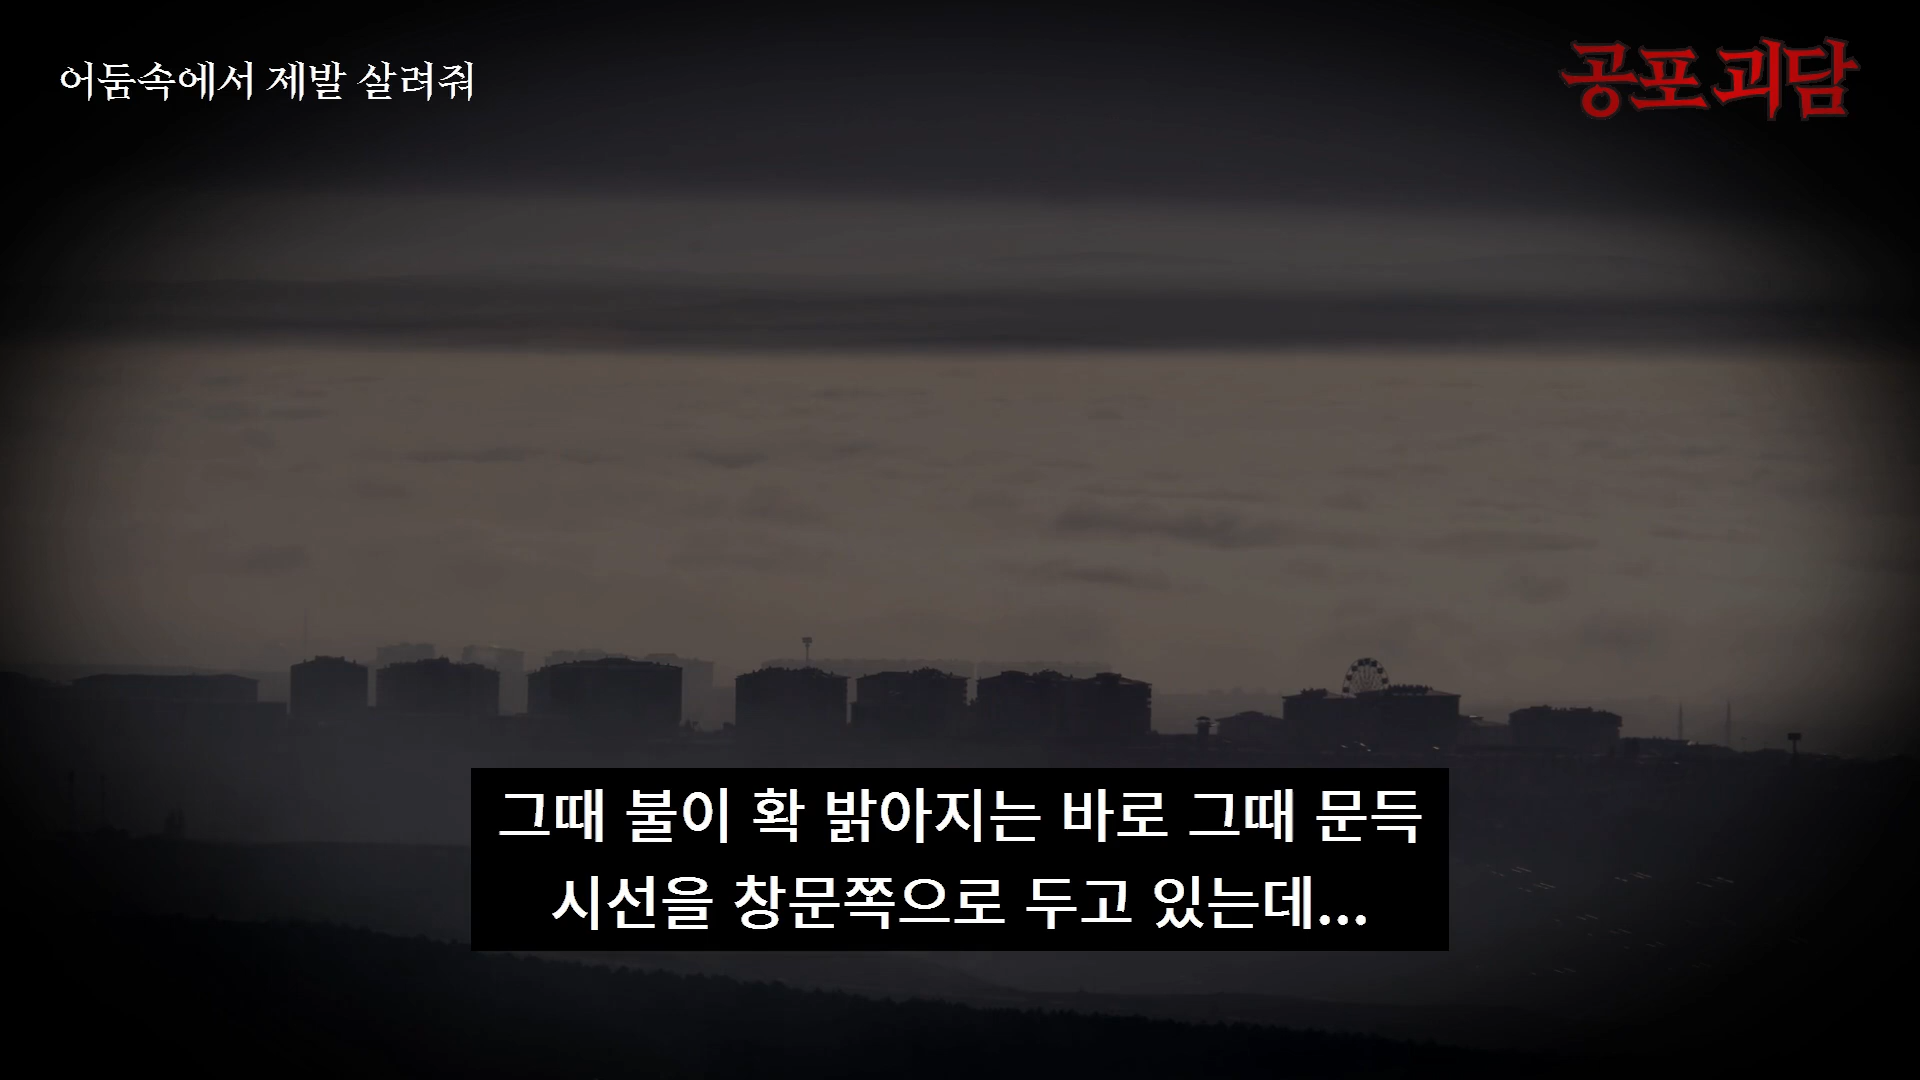 어둠속에서 제발 살려줘
공포 괴담
그때 불이 확 밝아지는 바로 그때 문득
시선을 창문쪽으로 두고 있는데...